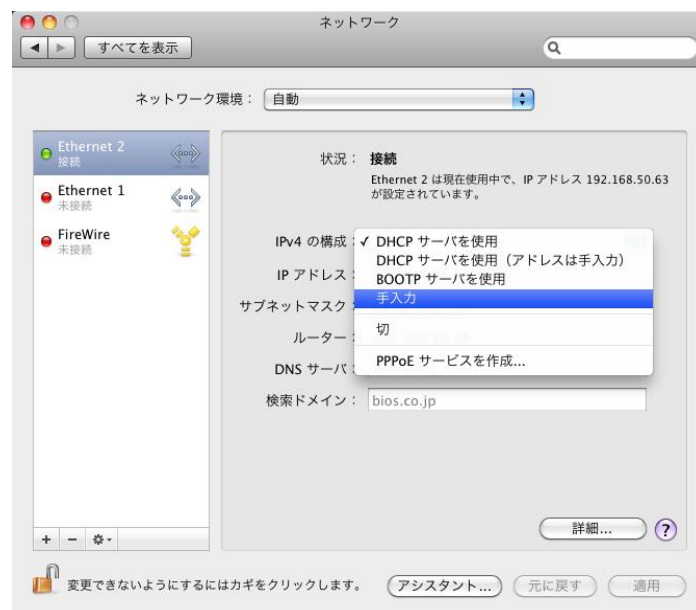 ネットワーク
すべてを表示
ネットワーク環境： 自動
Ethernet 2
接続
Ethernet 1
未接続
FireWire
未接続
状況： 接続
Ethernet 2 は現在使用中で、IP アドレス 192.168.50.63
が設定されています。
IPv4 の構成： ✓ DHCP サーバを使用
DHCP サーバを使用（アドレスは手入力）
BOOTP サーバを使用
手入力
切
PPPoE サービスを作成...
IP アドレス：
サブネットマスク：
ルーター：
DNS サーバ：
検索ドメイン： bios.co.jp
詳細... ?
変更できないようにするにはカギをクリックします。
アシスタント... 元に戻す 適用